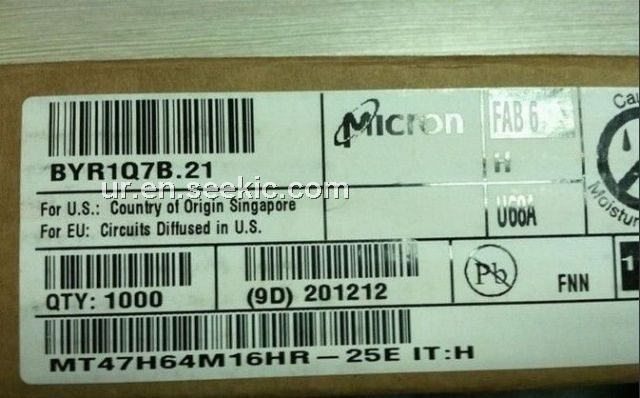 Micron
FAB 6
H
U68A
BYR1Q7B.21
ur.en.seekic.com
For U.S.: Country of Origin Singapore
For EU: Circuits Diffused in U.S.
QTY: 1000
(9D) 201212
Pb
FNN
MT47H64M16HR-25E IT:H